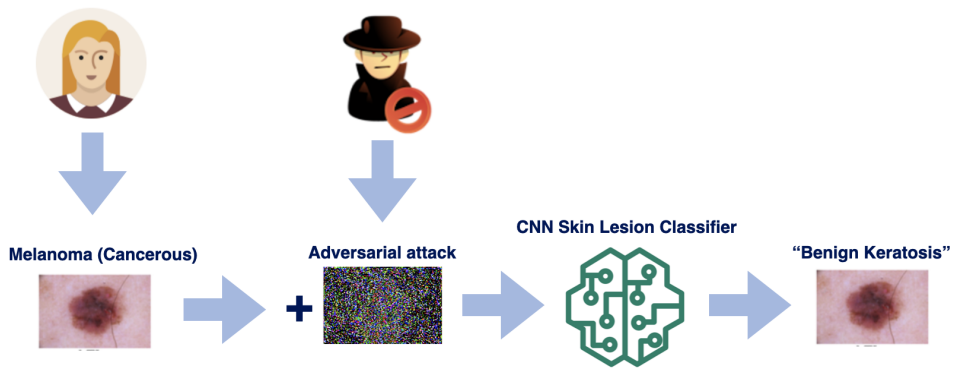 CNN Skin Lesion Classifier
Melanoma (Cancerous)
Adversarial attack
“Benign Keratosis”